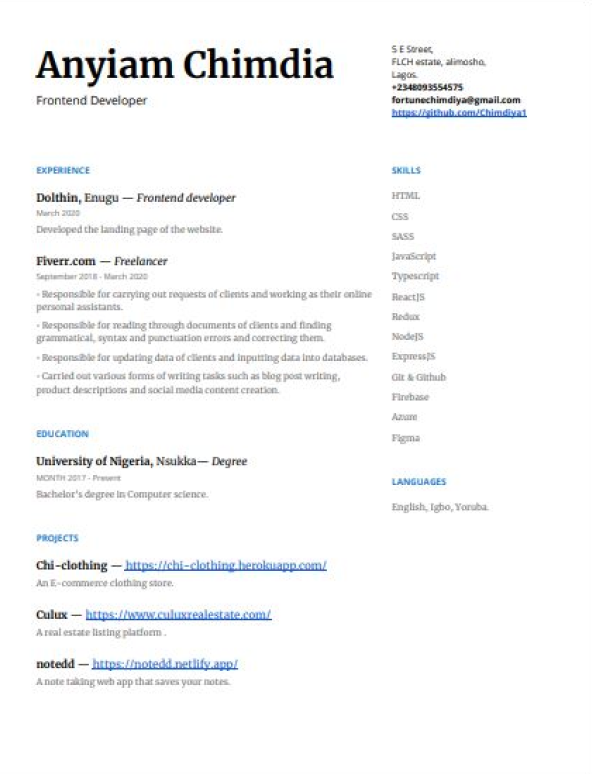 Anyiam Chimdia
Frontend Developer
5 E Street,
FLCH estate, alimosho,
Lagos.
+2348093554575
fortunechimdiya@gmail.com
https://github.com/Chimdiya1
EXPERIENCE
Dolthin, Enugu — Frontend developer
March 2020
Developed the landing page of the website.
Fiverr.com — Freelancer
September 2018 - March 2020
- Responsible for carrying out requests of clients and working as their online
personal assistants.
- Responsible for reading through documents of clients and finding
grammatical, syntax and punctuation errors and correcting them.
- Responsible for updating data of clients and inputting data into databases.
- Carried out various forms of writing tasks such as blog post writing,
product descriptions and social media content creation.
EDUCATION
University of Nigeria, Nsukka— Degree
MONTH 2017 - Present
Bachelor's degree in Computer science.
PROJECTS
Chi-clothing — https://chi-clothing.herokuapp.com/
An E-commerce clothing store.
Culux — https://www.culuxrealestate.com/
A real estate listing platform .
notedd — https://notedd.netlify.app/
A note taking web app that saves your notes.
SKILLS
HTML
CSS
SASS
JavaScript
Typescript
ReactJS
Redux
NodeJS
ExpressJS
Git & Github
Firebase
Azure
Figma
LANGUAGES
English, Igbo, Yoruba.